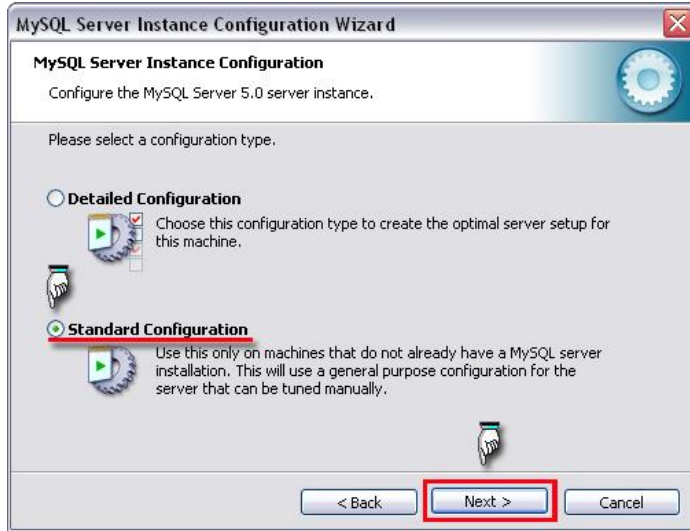 MySQL Server Instance Configuration Wizard
MySQL Server Instance Configuration
Configure the MySQL Server 5.0 server instance.
Please select a configuration type.
Detailed Configuration
Choose this configuration type to create the optimal server setup for
this machine.
Standard Configuration
Use this only on machines that do not already have a MySQL server
installation. This will use a general purpose configuration for the
server that can be tuned manually.
< Back
Next >
Cancel